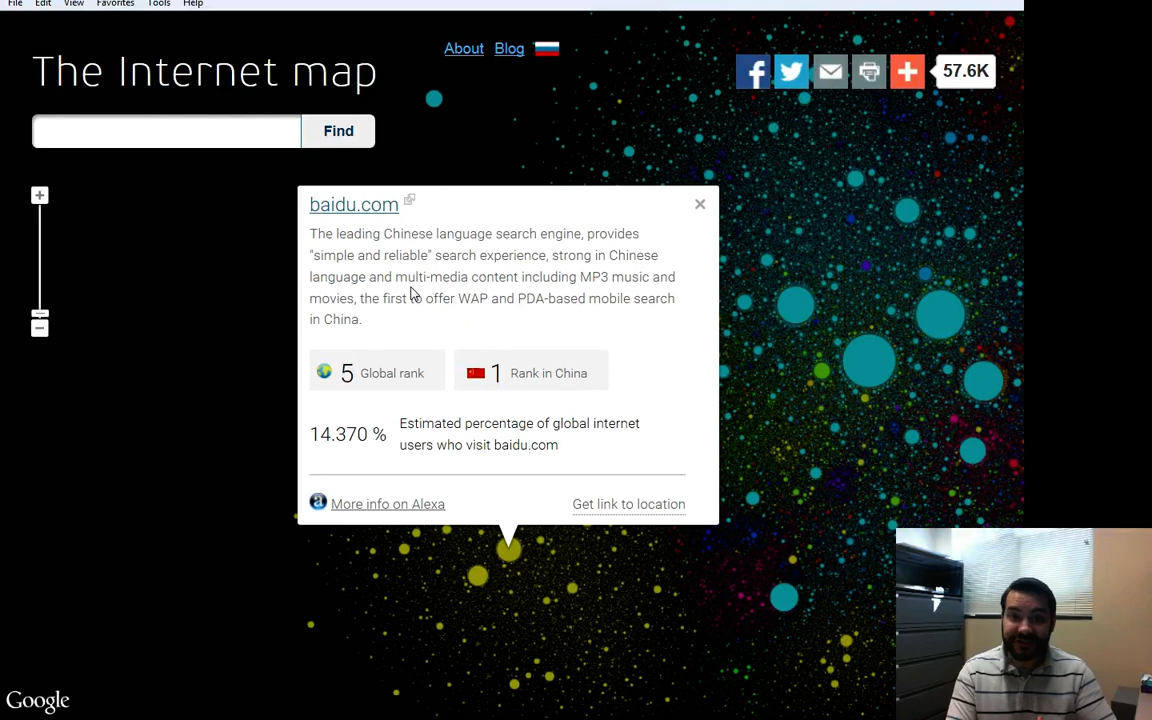 File Edit View Favorites Tools Help
About Blog
The Internet map
57.6K
Find
baidu.com
The leading Chinese language search engine, provides
"simple and reliable" search experience, strong in Chinese
language and multi-media content including MP3 music and
movies, the first to offer WAP and PDA-based mobile search
in China.
5 Global rank
1 Rank in China
14.370 %
Estimated percentage of global internet
users who visit baidu.com
More info on Alexa
Get link to location
Google